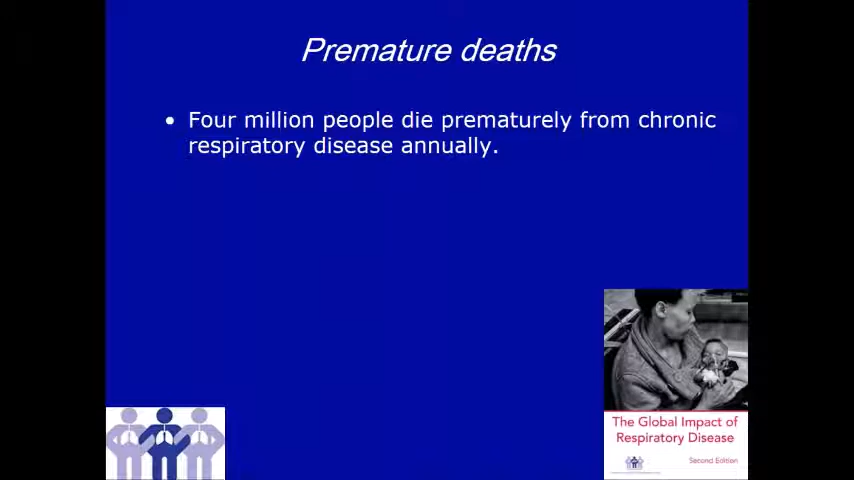 Premature deaths
• Four million people die prematurely from chronic
respiratory disease annually.
The Global Impact of
Respiratory Disease
Second Edition